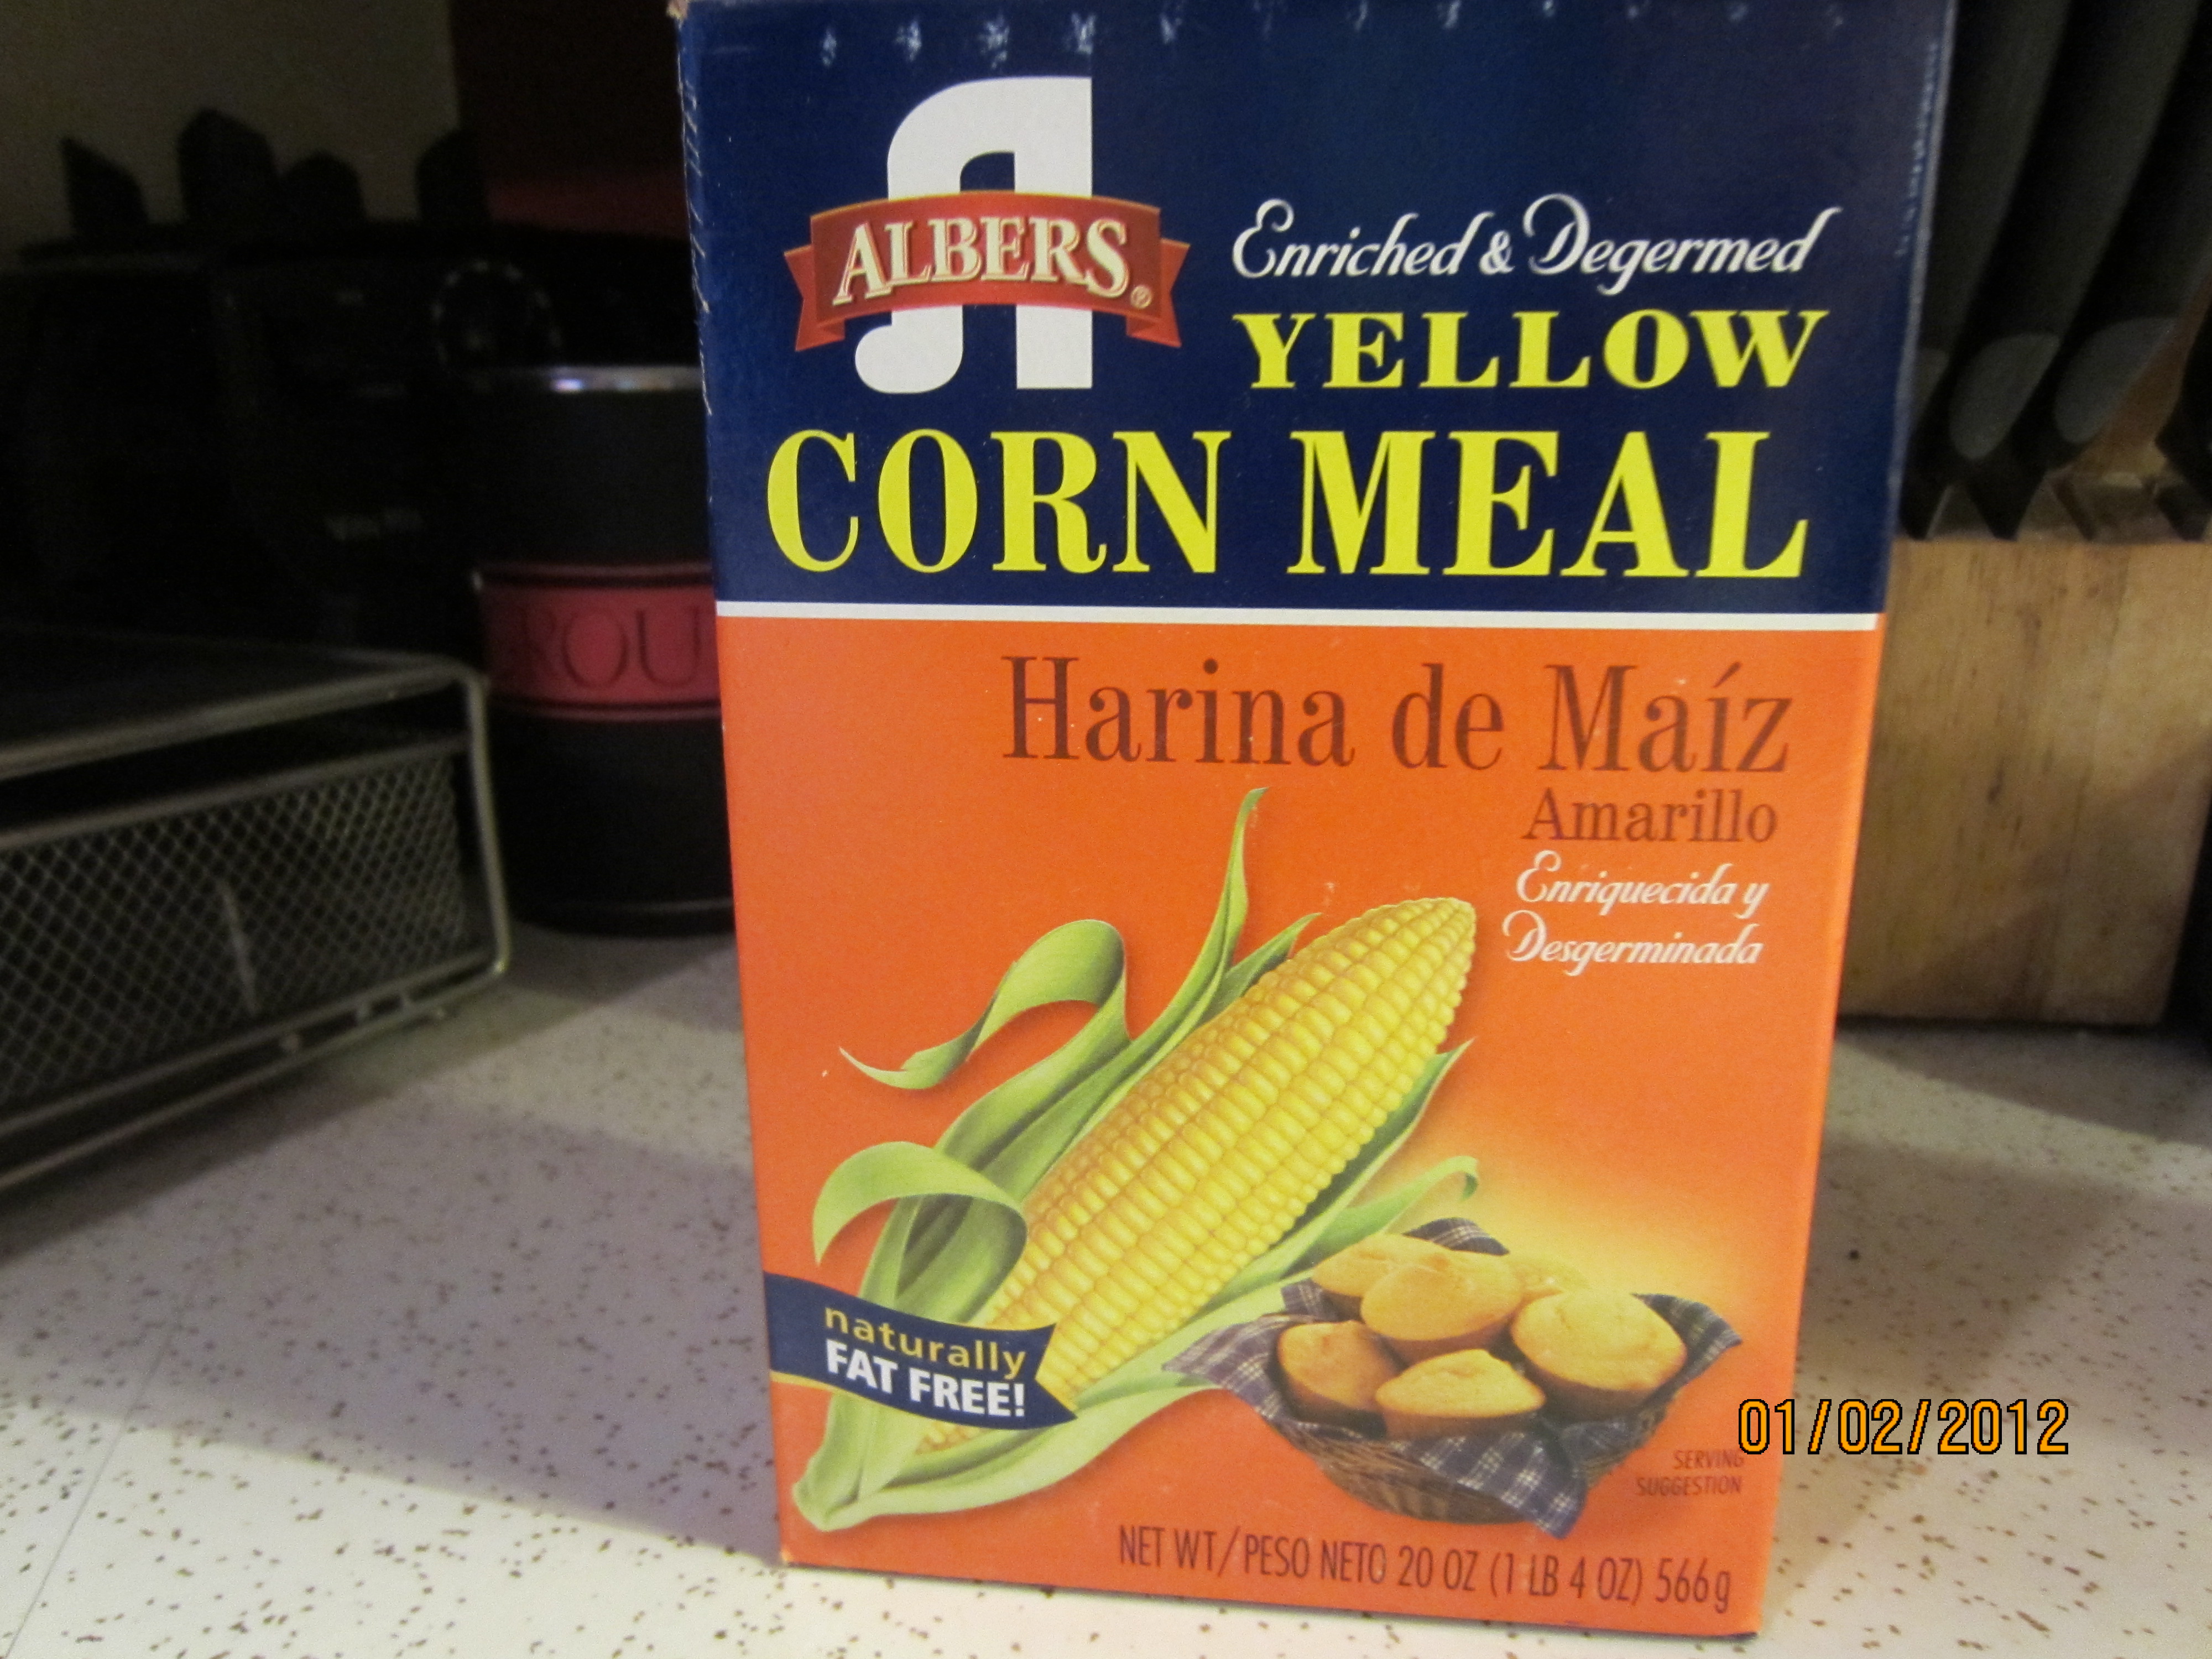 ALBERS®
Enriched & Degermed
YELLOW
CORN MEAL
Harina de Maíz
Amarillo
Enriquecida y
Desgerminada
naturally
FAT FREE!
SERVING
SUGGESTION
NET WT/PESO NETO 20 OZ (1 LB 4 OZ) 566g
01/02/2012